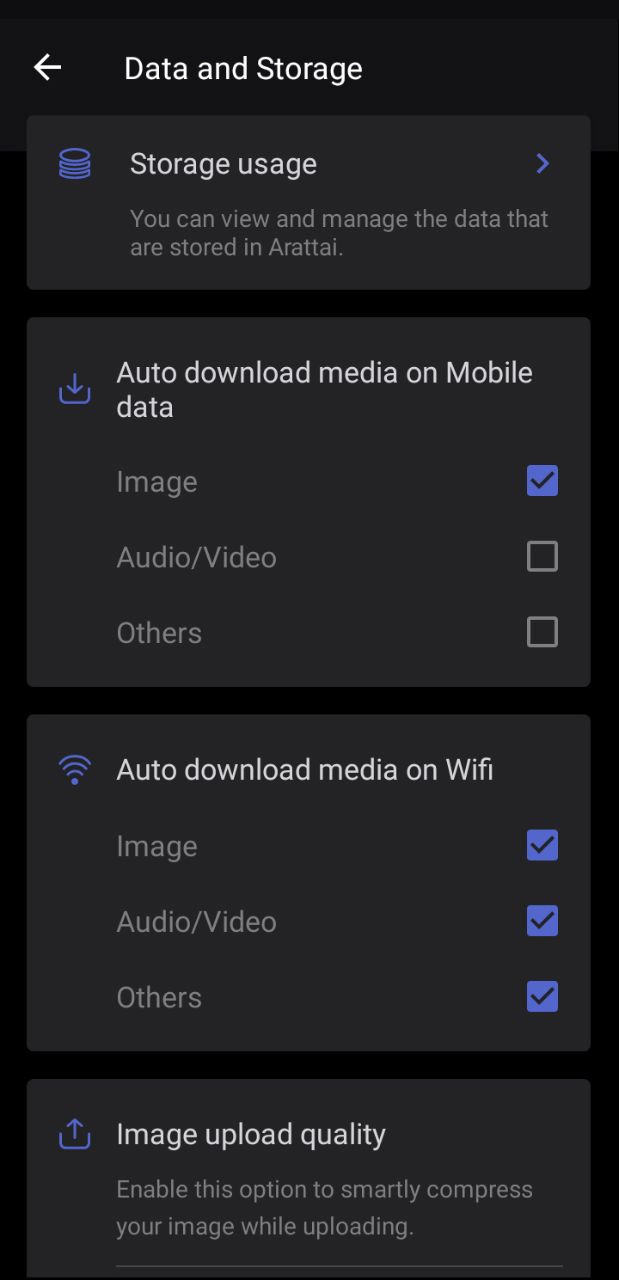 Data and Storage
Storage usage
You can view and manage the data that
are stored in Arattai.
Auto download media on Mobile
data
Image
Audio/Video
Others
Auto download media on Wifi
Image
Audio/Video
Others
Image upload quality
Enable this option to smartly compress
your image while uploading.